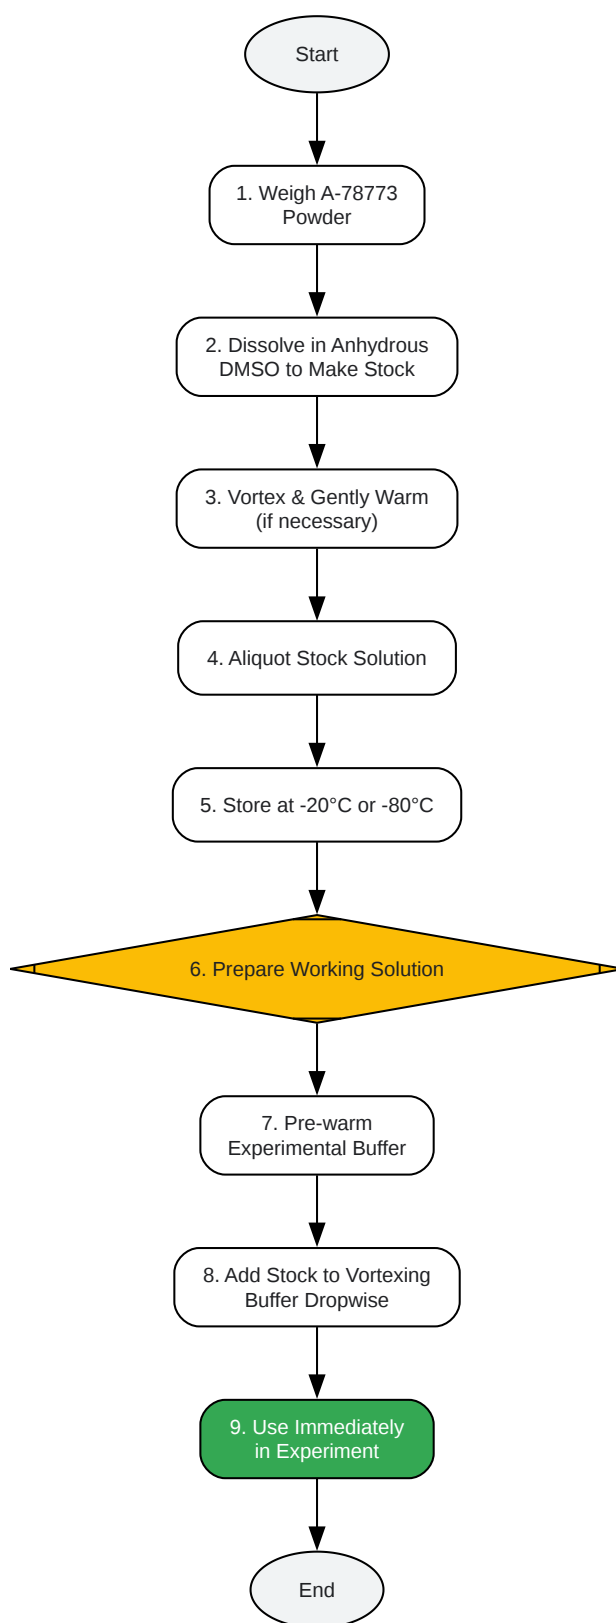 Start
1. Weigh A-78773
Powder
2. Dissolve in Anhydrous
DMSO to Make Stock
3. Vortex & Gently Warm
(if necessary)
4. Aliquot Stock Solution
5. Store at -20°C or -80°C
6. Prepare Working Solution
7. Pre-warm
Experimental Buffer
8. Add Stock to Vortexing
Buffer Dropwise
9. Use Immediately
in Experiment
End